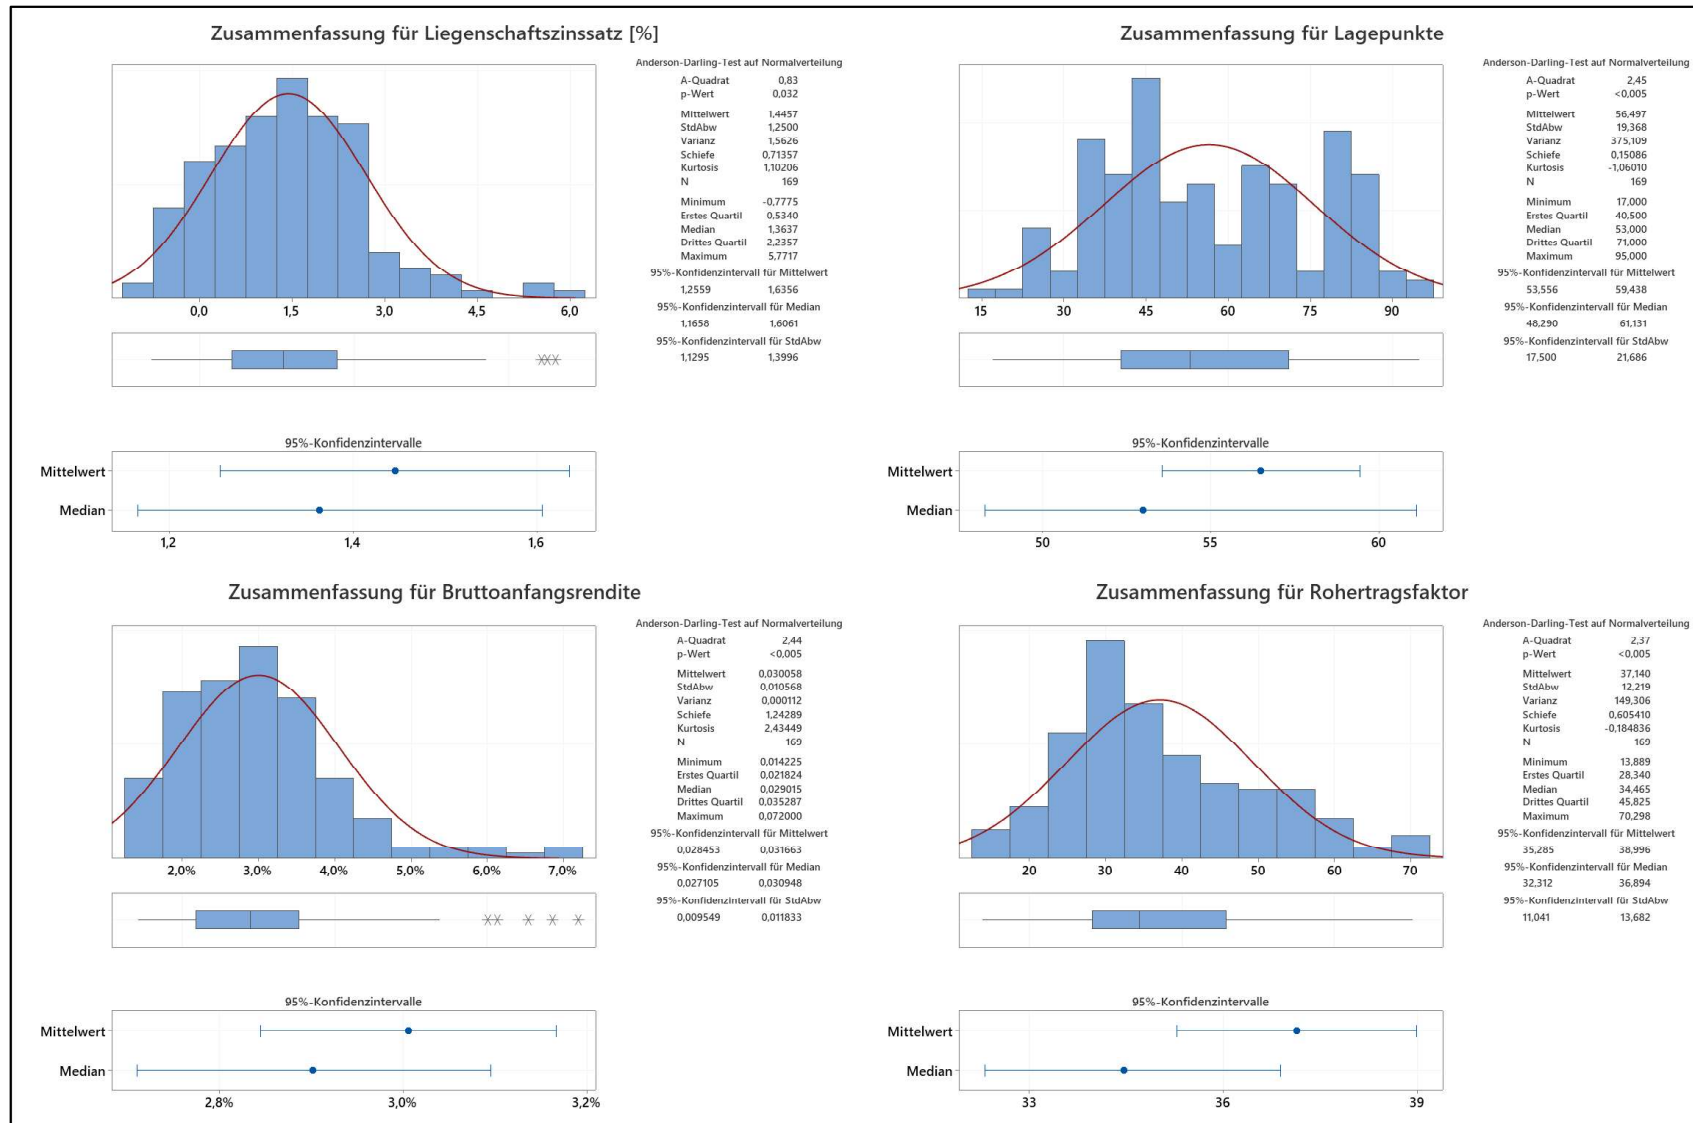 Zusammenfassung für Liegenschaftszinssatz [%]
Anderson-Darling-Test auf Normalverteilung
A-Quadrat 0,83
p-Wert 0,032
Mittelwert 1,4457
StdAbw 1,2500
Varianz 1,5626
Schiefe 0,71357
Kurtosis 1,10206
N 169
Minimum -0,7775
Erstes Quartil 0,5340
Median 1,3637
Drittes Quartil 2,2357
Maximum 5,7717
95%-Konfidenzintervall für Mittelwert
1,2559 1,6356
95%-Konfidenzintervall für Median
1,1658 1,6061
95%-Konfidenzintervall für StdAbw
1,1295 1,3996
0,0 1,5 3,0 4,5 6,0
95%-Konfidenzintervalle
Mittelwert
Median
1,2 1,4 1,6
Zusammenfassung für Lagepunkte
Anderson-Darling-Test auf Normalverteilung
A-Quadrat 2,45
p-Wert <0,005
Mittelwert 56,497
StdAbw 19,368
Varianz 375,109
Schiefe 0,15086
Kurtosis -1,06010
N 169
Minimum 17,000
Erstes Quartil 40,500
Median 53,000
Drittes Quartil 71,000
Maximum 95,000
95%-Konfidenzintervall für Mittelwert
53,556 59,438
95%-Konfidenzintervall für Median
48,290 61,131
95%-Konfidenzintervall für StdAbw
17,500 21,686
15 30 45 60 75 90
95%-Konfidenzintervalle
Mittelwert
Median
50 55 60
Zusammenfassung für Bruttoanfangsrendite
Anderson-Darling-Test auf Normalverteilung
A-Quadrat 2,44
p-Wert <0,005
Mittelwert 0,030058
StdAbw 0,010568
Varianz 0,000112
Schiefe 1,24289
Kurtosis 2,43449
N 169
Minimum 0,014225
Erstes Quartil 0,021824
Median 0,029015
Drittes Quartil 0,035287
Maximum 0,072000
95%-Konfidenzintervall für Mittelwert
0,028453 0,031663
95%-Konfidenzintervall für Median
0,027105 0,030948
95%-Konfidenzintervall für StdAbw
0,009549 0,011833
2,0% 3,0% 4,0% 5,0% 6,0% 7,0%
95%-Konfidenzintervalle
Mittelwert
Median
2,8% 3,0% 3,2%
Zusammenfassung für Rohertragsfaktor
Anderson-Darling-Test auf Normalverteilung
A-Quadrat 2,37
p-Wert <0,005
Mittelwert 37,140
StdAbw 12,219
Varianz 149,306
Schiefe 0,605410
Kurtosis -0,184836
N 169
Minimum 13,889
Erstes Quartil 28,340
Median 34,465
Drittes Quartil 45,825
Maximum 70,298
95%-Konfidenzintervall für Mittelwert
35,285 38,996
95%-Konfidenzintervall für Median
32,312 36,894
95%-Konfidenzintervall für StdAbw
11,041 13,682
20 30 40 50 60 70
95%-Konfidenzintervalle
Mittelwert
Median
33 36 39